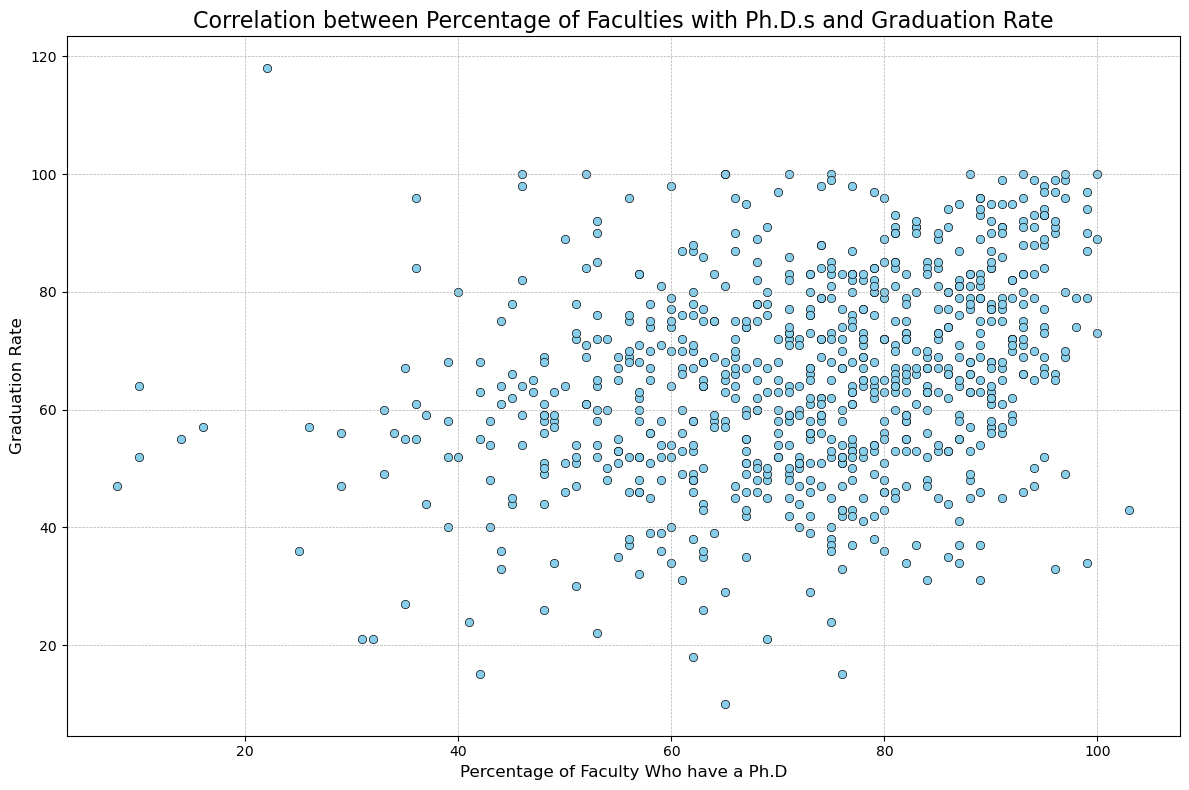 Correlation between Percentage of Faculties with Ph.D.s and Graduation Rate
120
100
80
60
40
20
Graduation Rate
20 40 60 80 100
Percentage of Faculty Who have a Ph.D